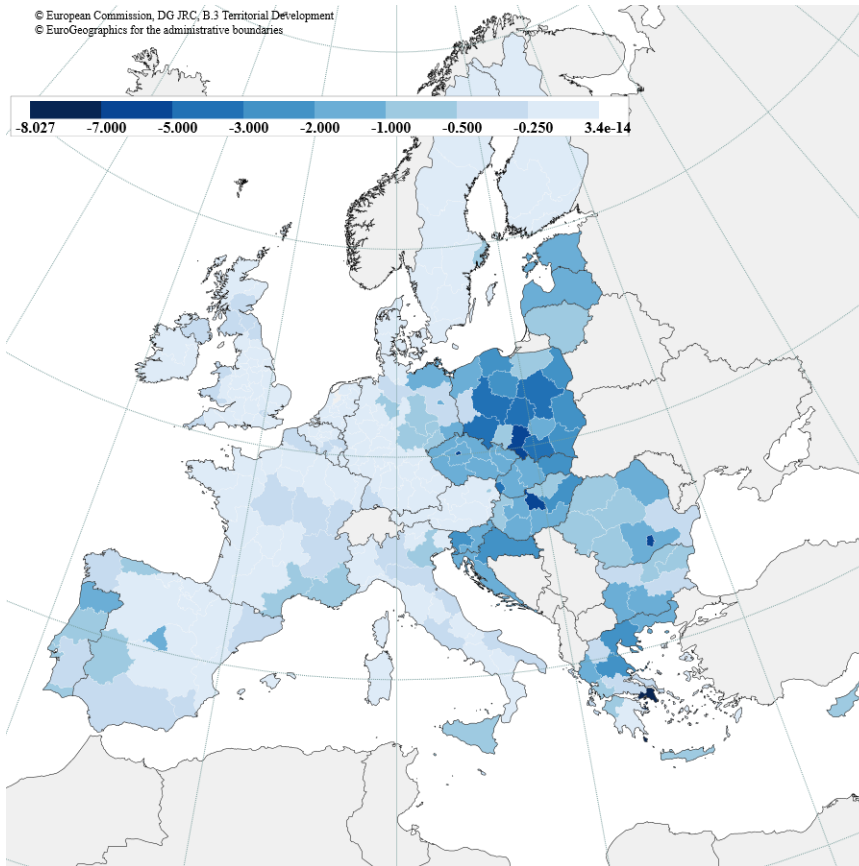 © European Commission, DG JRC, B.3 Territorial Development
© EuroGeographics for the administrative boundaries
-8.027 -7.000 -5.000 -3.000 -2.000 -1.000 -0.500 -0.250 3.4e-14